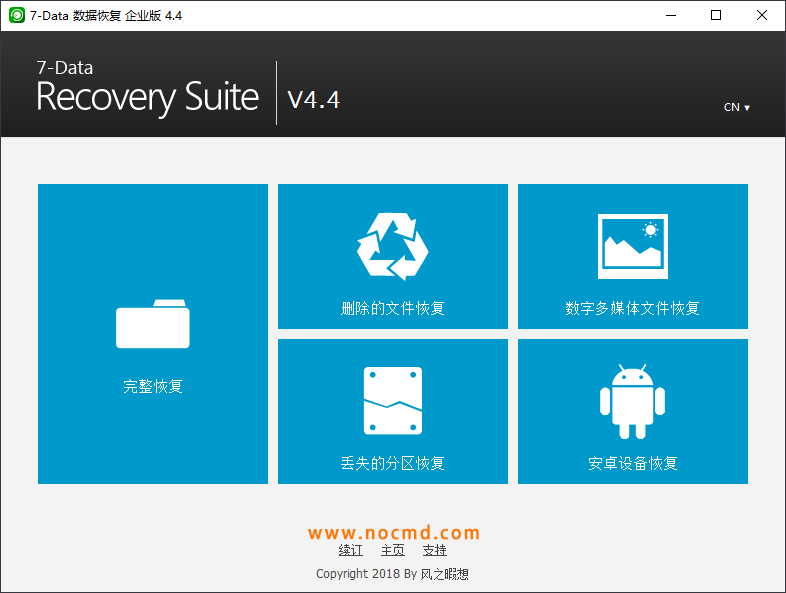 7-Data 数据恢复 企业版 4.4
7-Data
Recovery Suite
V4.4
CN ▾
完整恢复
删除的文件恢复
数字多媒体文件恢复
丢失的分区恢复
安卓设备恢复
www.nocmd.com
续订 主页 支持
Copyright 2018 By 风之暇想